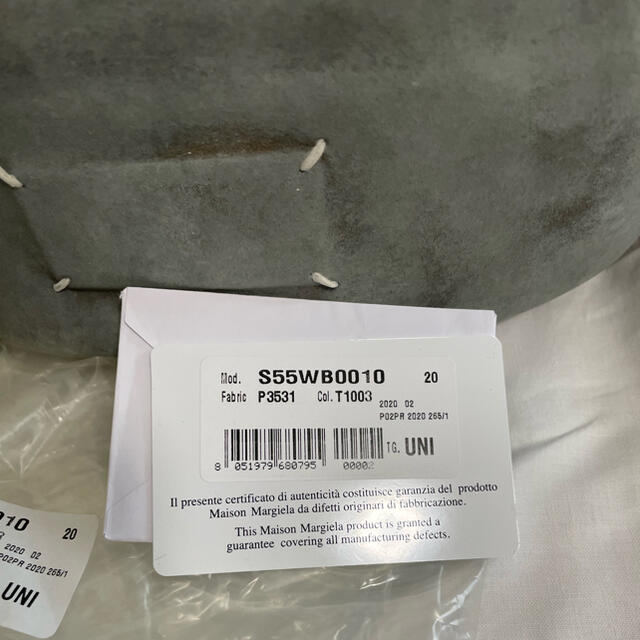 Mod. S55WB0010 20
Fabric P3531 Col. T1003
2020 02
P02PR 2020 265/1
8 051979 680795 00002 TG. UNI
Il presente certificato di autenticità costituisce garanzia del prodotto
Maison Margiela da difetti originari di fabbricazione.
This Maison Margiela product is granted a
guarantee covering all manufacturing defects.
010 20
2020 02
P02PR 2020 265/1
UNI